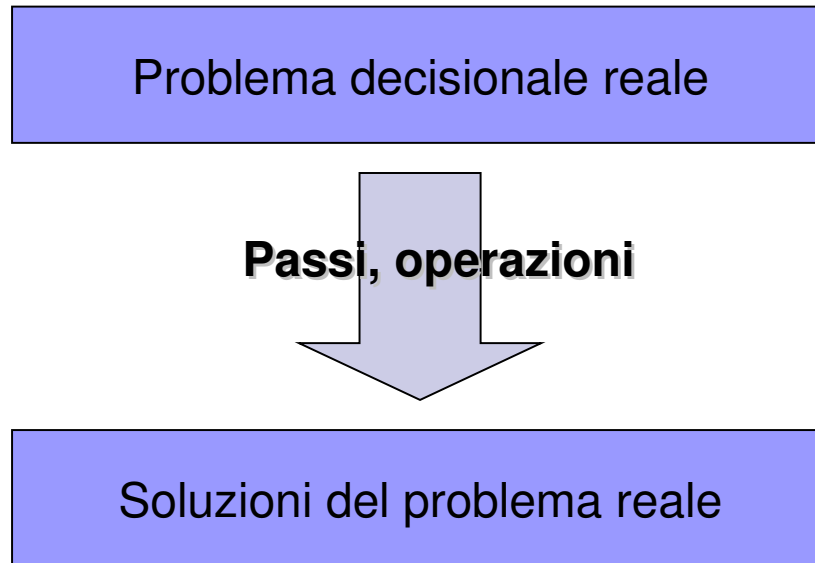 Problema decisionale reale
Passi, operazioni
Soluzioni del problema reale